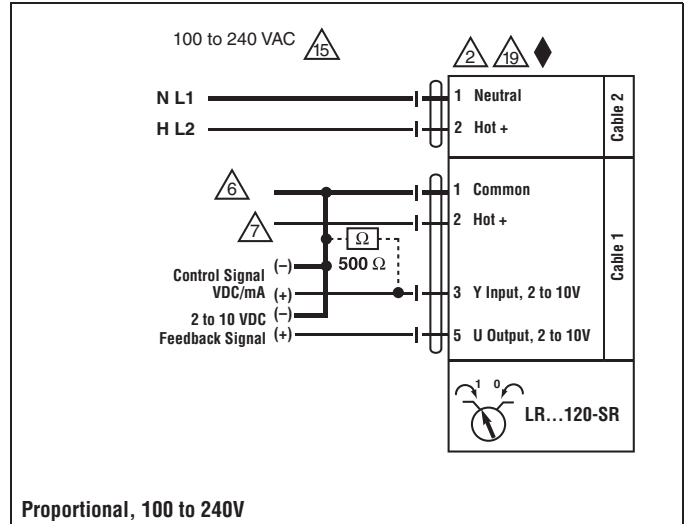 100 to 240 VAC 15
2 19
N L1
1 Neutral
H L2
2 Hot +
Cable 2
6
1 Common
7
2 Hot +
Ω
500 Ω
Control Signal (–)
VDC/mA (+)
3 Y Input, 2 to 10V
2 to 10 VDC (–)
Feedback Signal (+)
5 U Output, 2 to 10V
Cable 1
1 0
LR...120-SR
Proportional, 100 to 240V